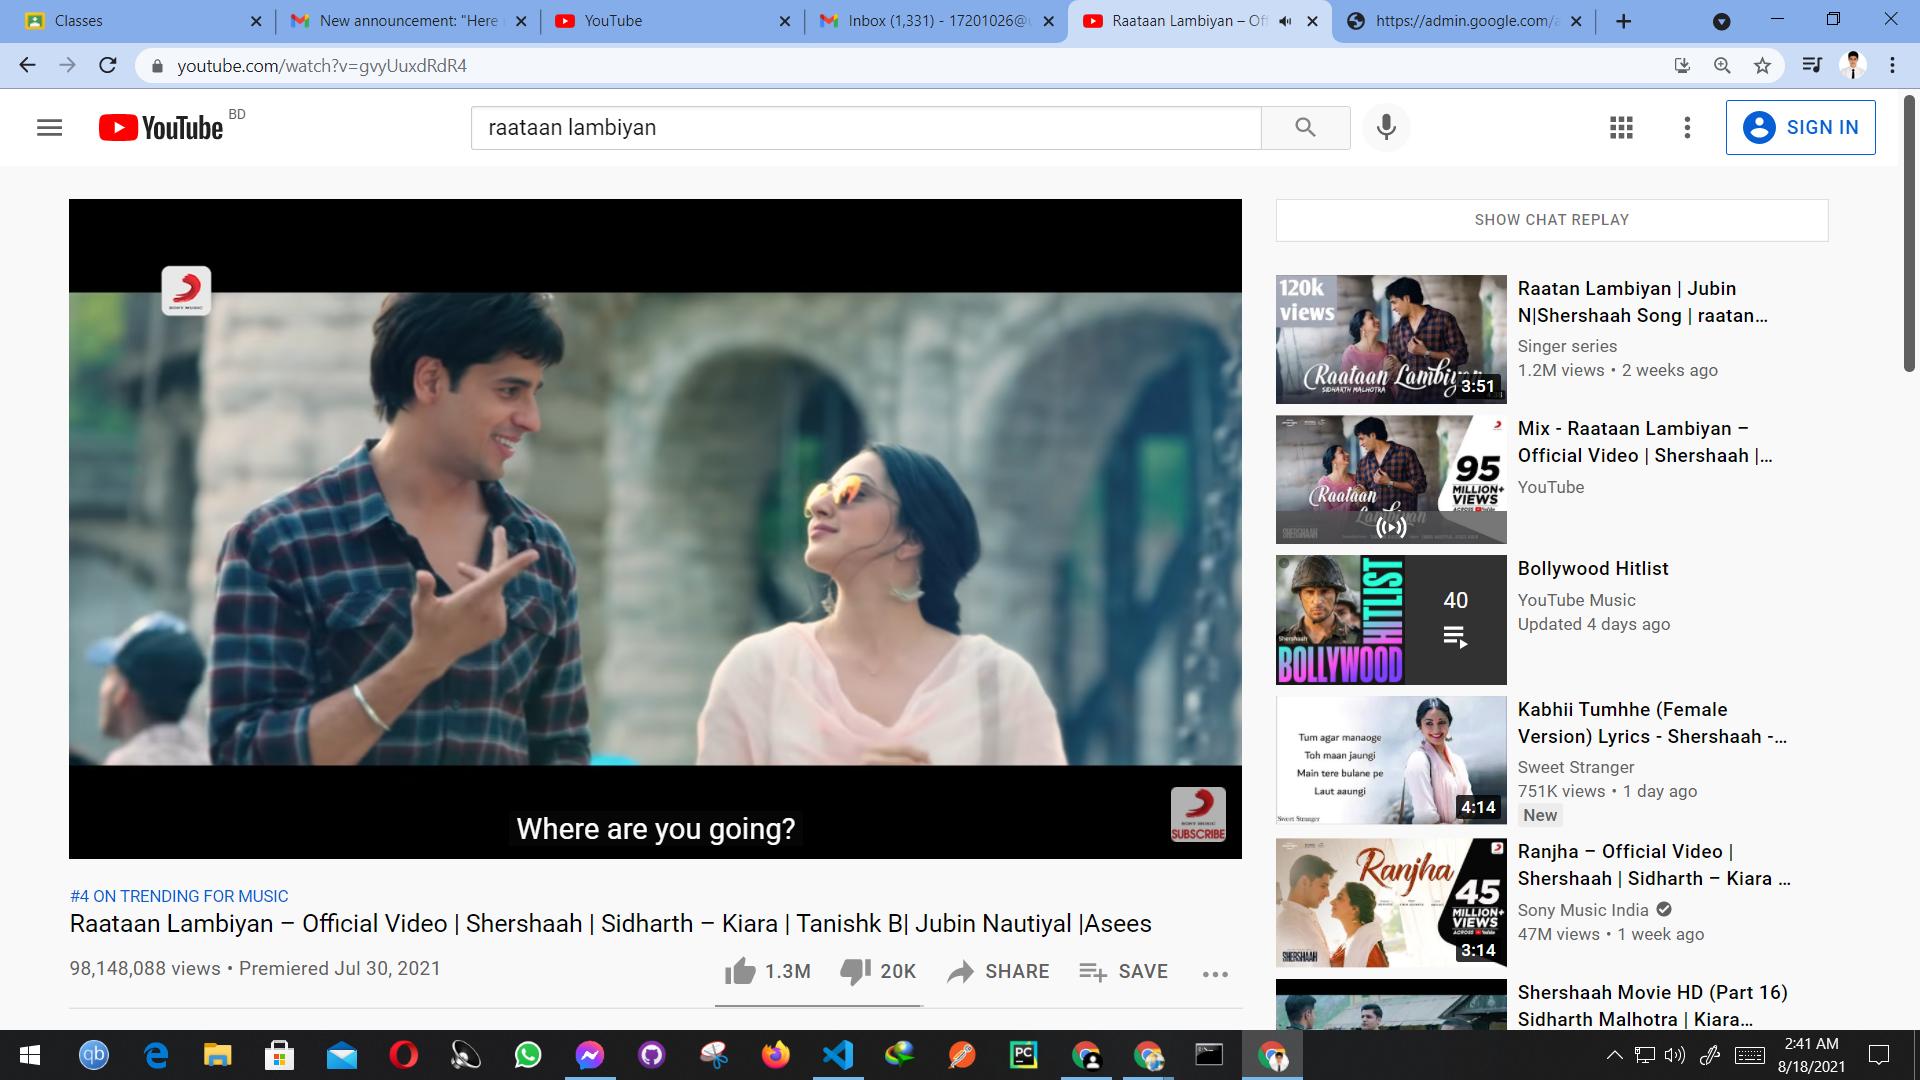 Classes
New announcement: "Here
YouTube
Inbox (1,331) - 17201026@
Raataan Lambiyan – Of
https://admin.google.com/
youtube.com/watch?v=gvyUuxdRdR4
YouTube BD
raataan lambiyan
SIGN IN
SHOW CHAT REPLAY
SONY MUSIC
Where are you going?
SONY MUSIC
SUBSCRIBE
#4 ON TRENDING FOR MUSIC
Raataan Lambiyan – Official Video | Shershaah | Sidharth – Kiara | Tanishk B| Jubin Nautiyal |Asees
98,148,088 views • Premiered Jul 30, 2021
1.3M
20K
SHARE
SAVE
120k
views
Raataan Lambiyan
SIDHARTH MALHOTRA
3:51
Raatan Lambiyan | Jubin
N|Shershaah Song | raatan...
Singer series
1.2M views • 2 weeks ago
95
MILLION+
VIEWS
Raataan
Lambiyan
SHERSHAAH
Mix - Raataan Lambiyan –
Official Video | Shershaah |...
YouTube
Shershaah
HITLIST
BOLLYWOOD
40
Bollywood Hitlist
YouTube Music
Updated 4 days ago
Tum agar manaoge
Toh maan jaungi
Main tere bulane pe
Laut aaungi
Sweet Stranger
4:14
Kabhii Tumhhe (Female
Version) Lyrics - Shershaah -...
Sweet Stranger
751K views • 1 day ago
New
Ranjha
45
MILLION+
VIEWS
SHERSHAAH
3:14
Ranjha – Official Video |
Shershaah | Sidharth – Kiara ...
Sony Music India
47M views • 1 week ago
Shershaah Movie HD (Part 16)
Sidharth Malhotra | Kiara...
qb
PC
2:41 AM
8/18/2021